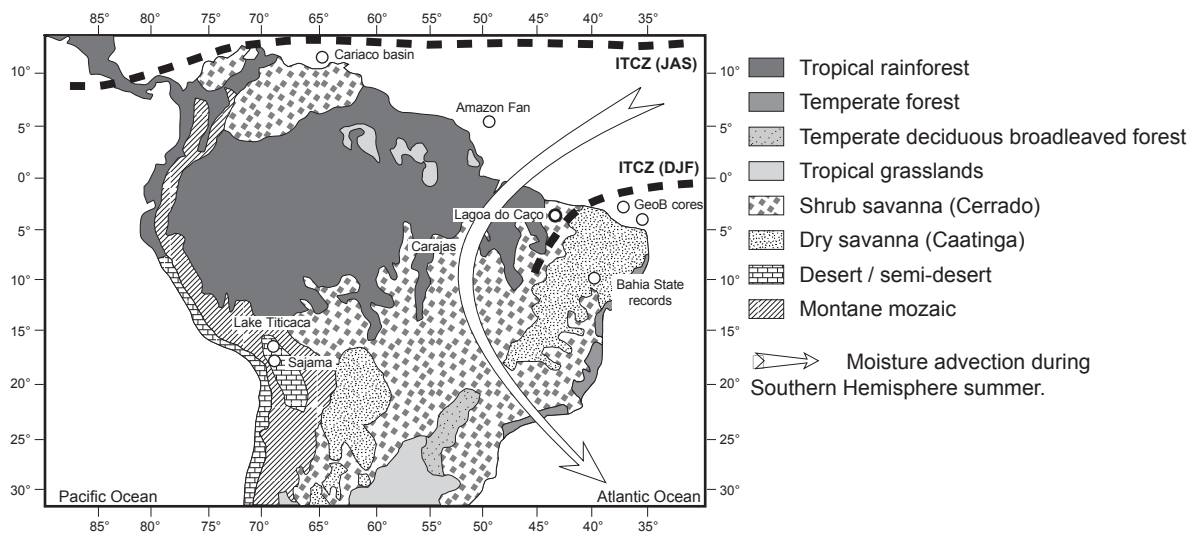 85° 80° 75° 70° 65° 60° 55° 50° 45° 40° 35°
10° 5° 0° 5° 10° 15° 20° 25° 30°
Cariaco basin
ITCZ (JAS)
Amazon Fan
ITCZ (DJF)
GeoB cores
Lagoa do Caço
Carajas
Bahia State
records
Lake Titicaca
Sajama
Pacific Ocean
Atlantic Ocean
10° 5° 0° 5° 10° 15° 20° 25° 30°
85° 80° 75° 70° 65° 60° 55° 50° 45° 40° 35°
Tropical rainforest
Temperate forest
Temperate deciduous broadleaved forest
Tropical grasslands
Shrub savanna (Cerrado)
Dry savanna (Caatinga)
Desert / semi-desert
Montane mozaic
Moisture advection during
Southern Hemisphere summer.